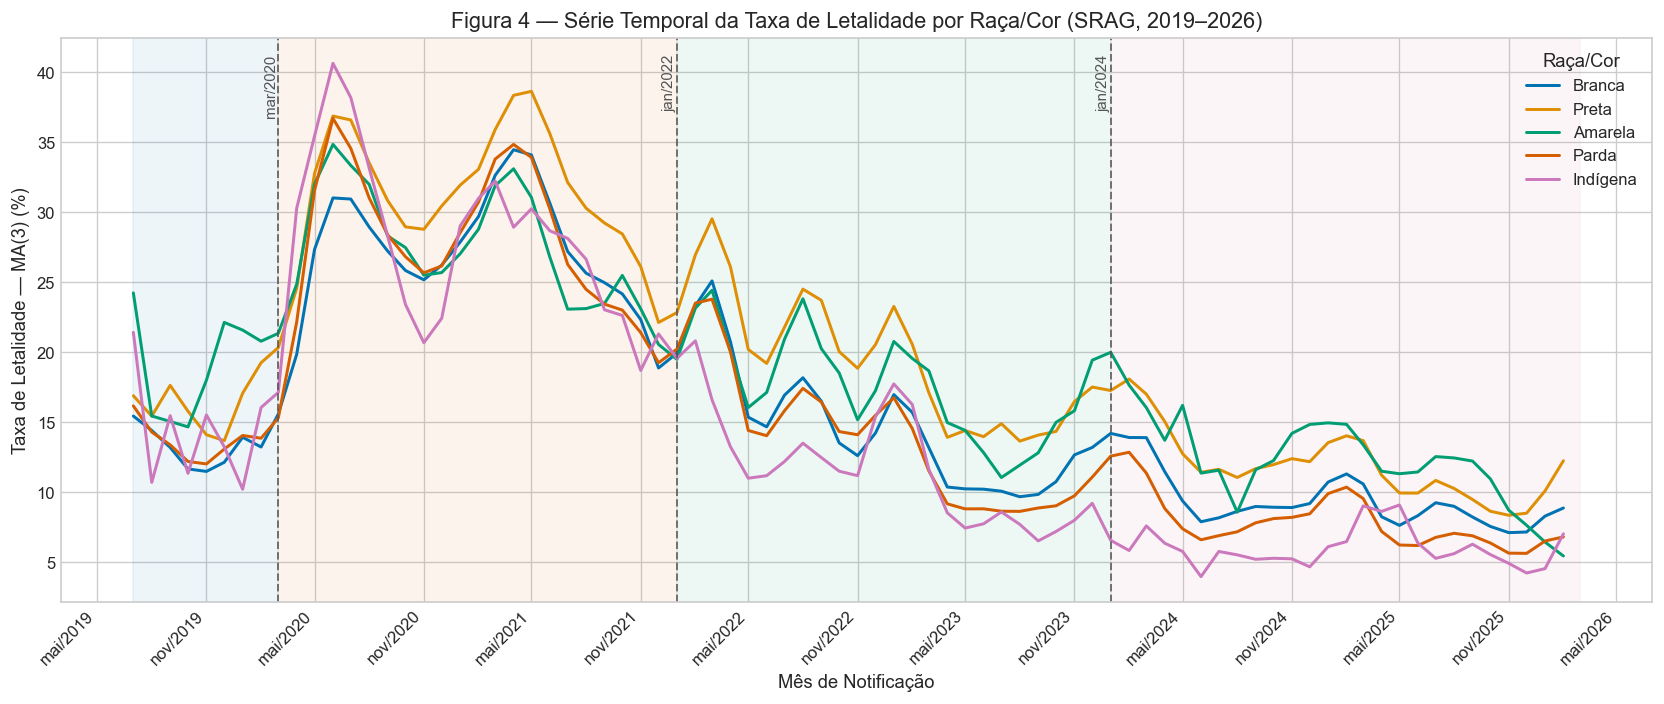 Figura 4 — Série Temporal da Taxa de Letalidade por Raça/Cor (SRAG, 2019–2026)
Taxa de Letalidade — MA(3) (%)
40
35
30
25
20
15
10
5
mar/2020
jan/2022
jan/2024
Raça/Cor
Branca
Preta
Amarela
Parda
Indígena
mai/2019
nov/2019
mai/2020
nov/2020
mai/2021
nov/2021
mai/2022
nov/2022
mai/2023
nov/2023
mai/2024
nov/2024
mai/2025
nov/2025
mai/2026
Mês de Notificação